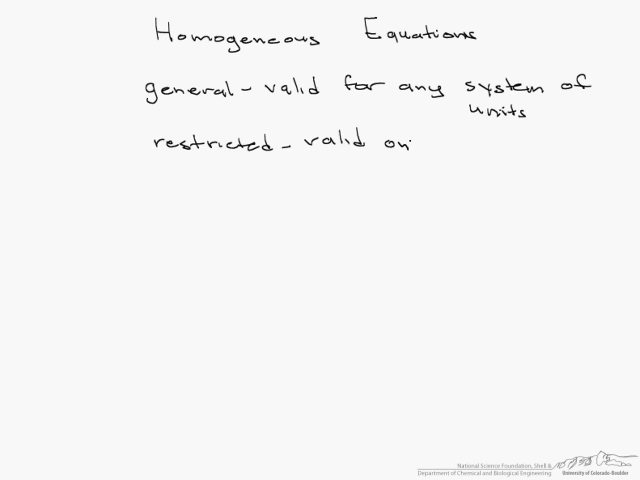 Homogeneous Equations
general - valid for any system of
units
restricted - valid on
National Science Foundation, Shell &
Department of Chemical and Biological Engineering
University of Colorado-Boulder